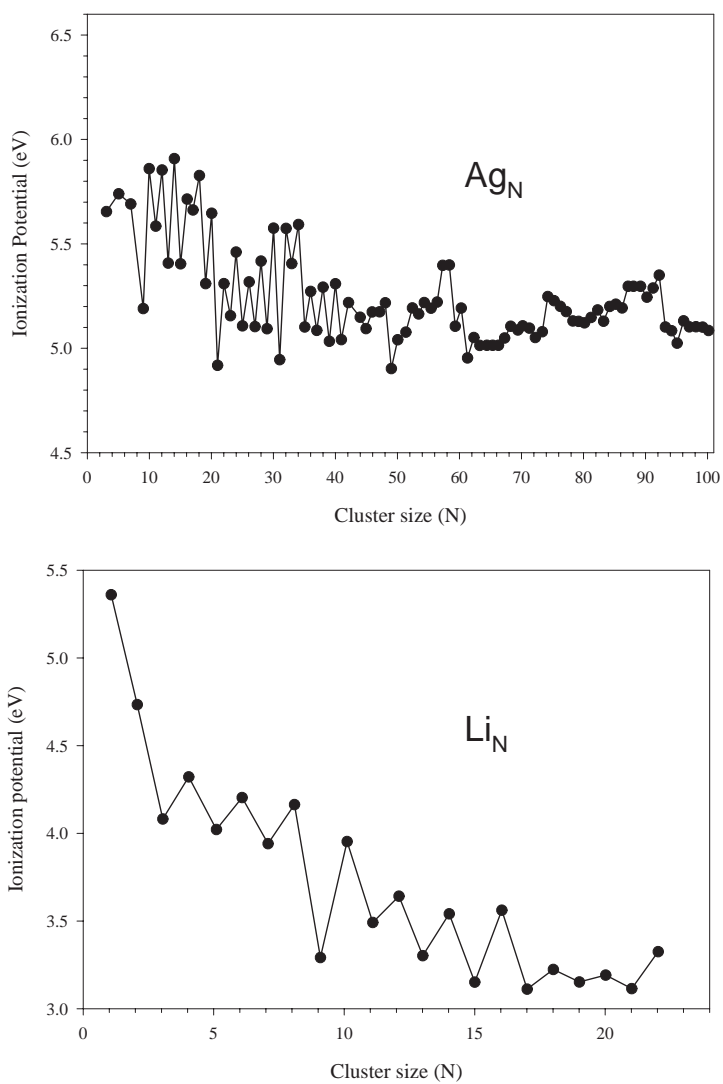 6.5
6.0
5.5
5.0
4.5
Ionization Potential (eV)
Ag_N
0 10 20 30 40 50 60 70 80 90 100
Cluster size (N)
5.5
5.0
4.5
4.0
3.5
3.0
Ionization potential (eV)
Li_N
0 5 10 15 20
Cluster size (N)